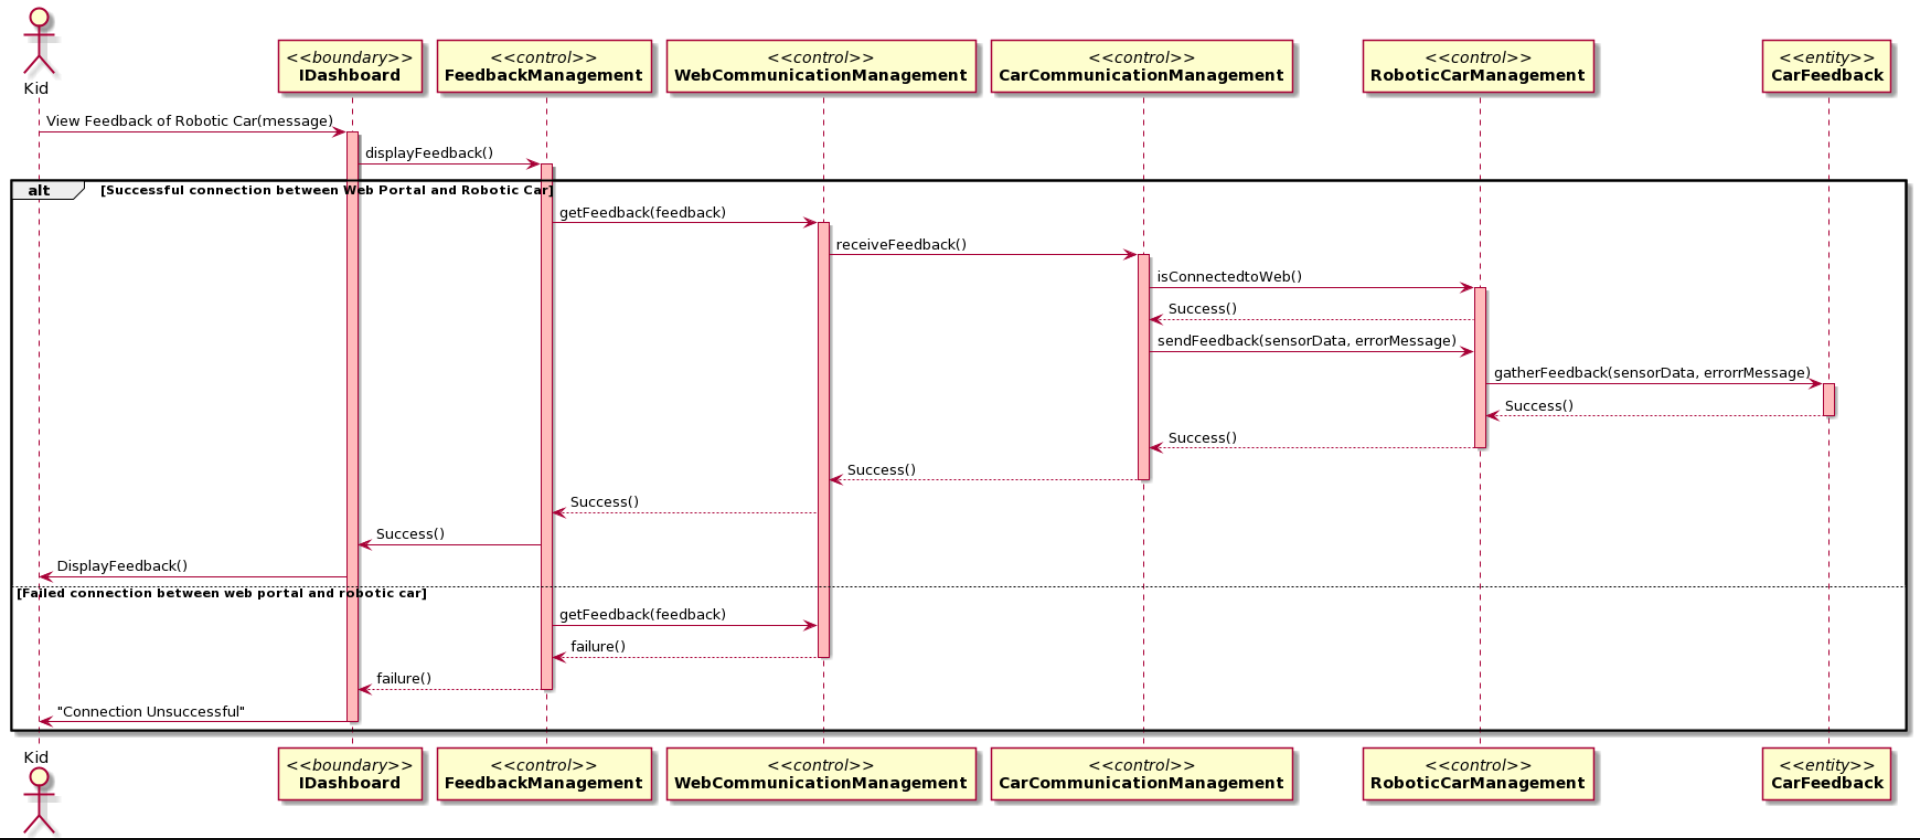 Kid
<<boundary>>
IDashboard
<<control>>
FeedbackManagement
<<control>>
WebCommunicationManagement
<<control>>
CarCommunicationManagement
<<control>>
RoboticCarManagement
<<entity>>
CarFeedback
View Feedback of Robotic Car(message)
displayFeedback()
alt
[Successful connection between Web Portal and Robotic Car]
getFeedback(feedback)
receiveFeedback()
isConnectedtoWeb()
Success()
sendFeedback(sensorData, errorMessage)
gatherFeedback(sensorData, errorrMessage)
Success()
Success()
Success()
Success()
Success()
DisplayFeedback()
[Failed connection between web portal and robotic car]
getFeedback(feedback)
failure()
failure()
"Connection Unsuccessful"
Kid
<<boundary>>
IDashboard
<<control>>
FeedbackManagement
<<control>>
WebCommunicationManagement
<<control>>
CarCommunicationManagement
<<control>>
RoboticCarManagement
<<entity>>
CarFeedback